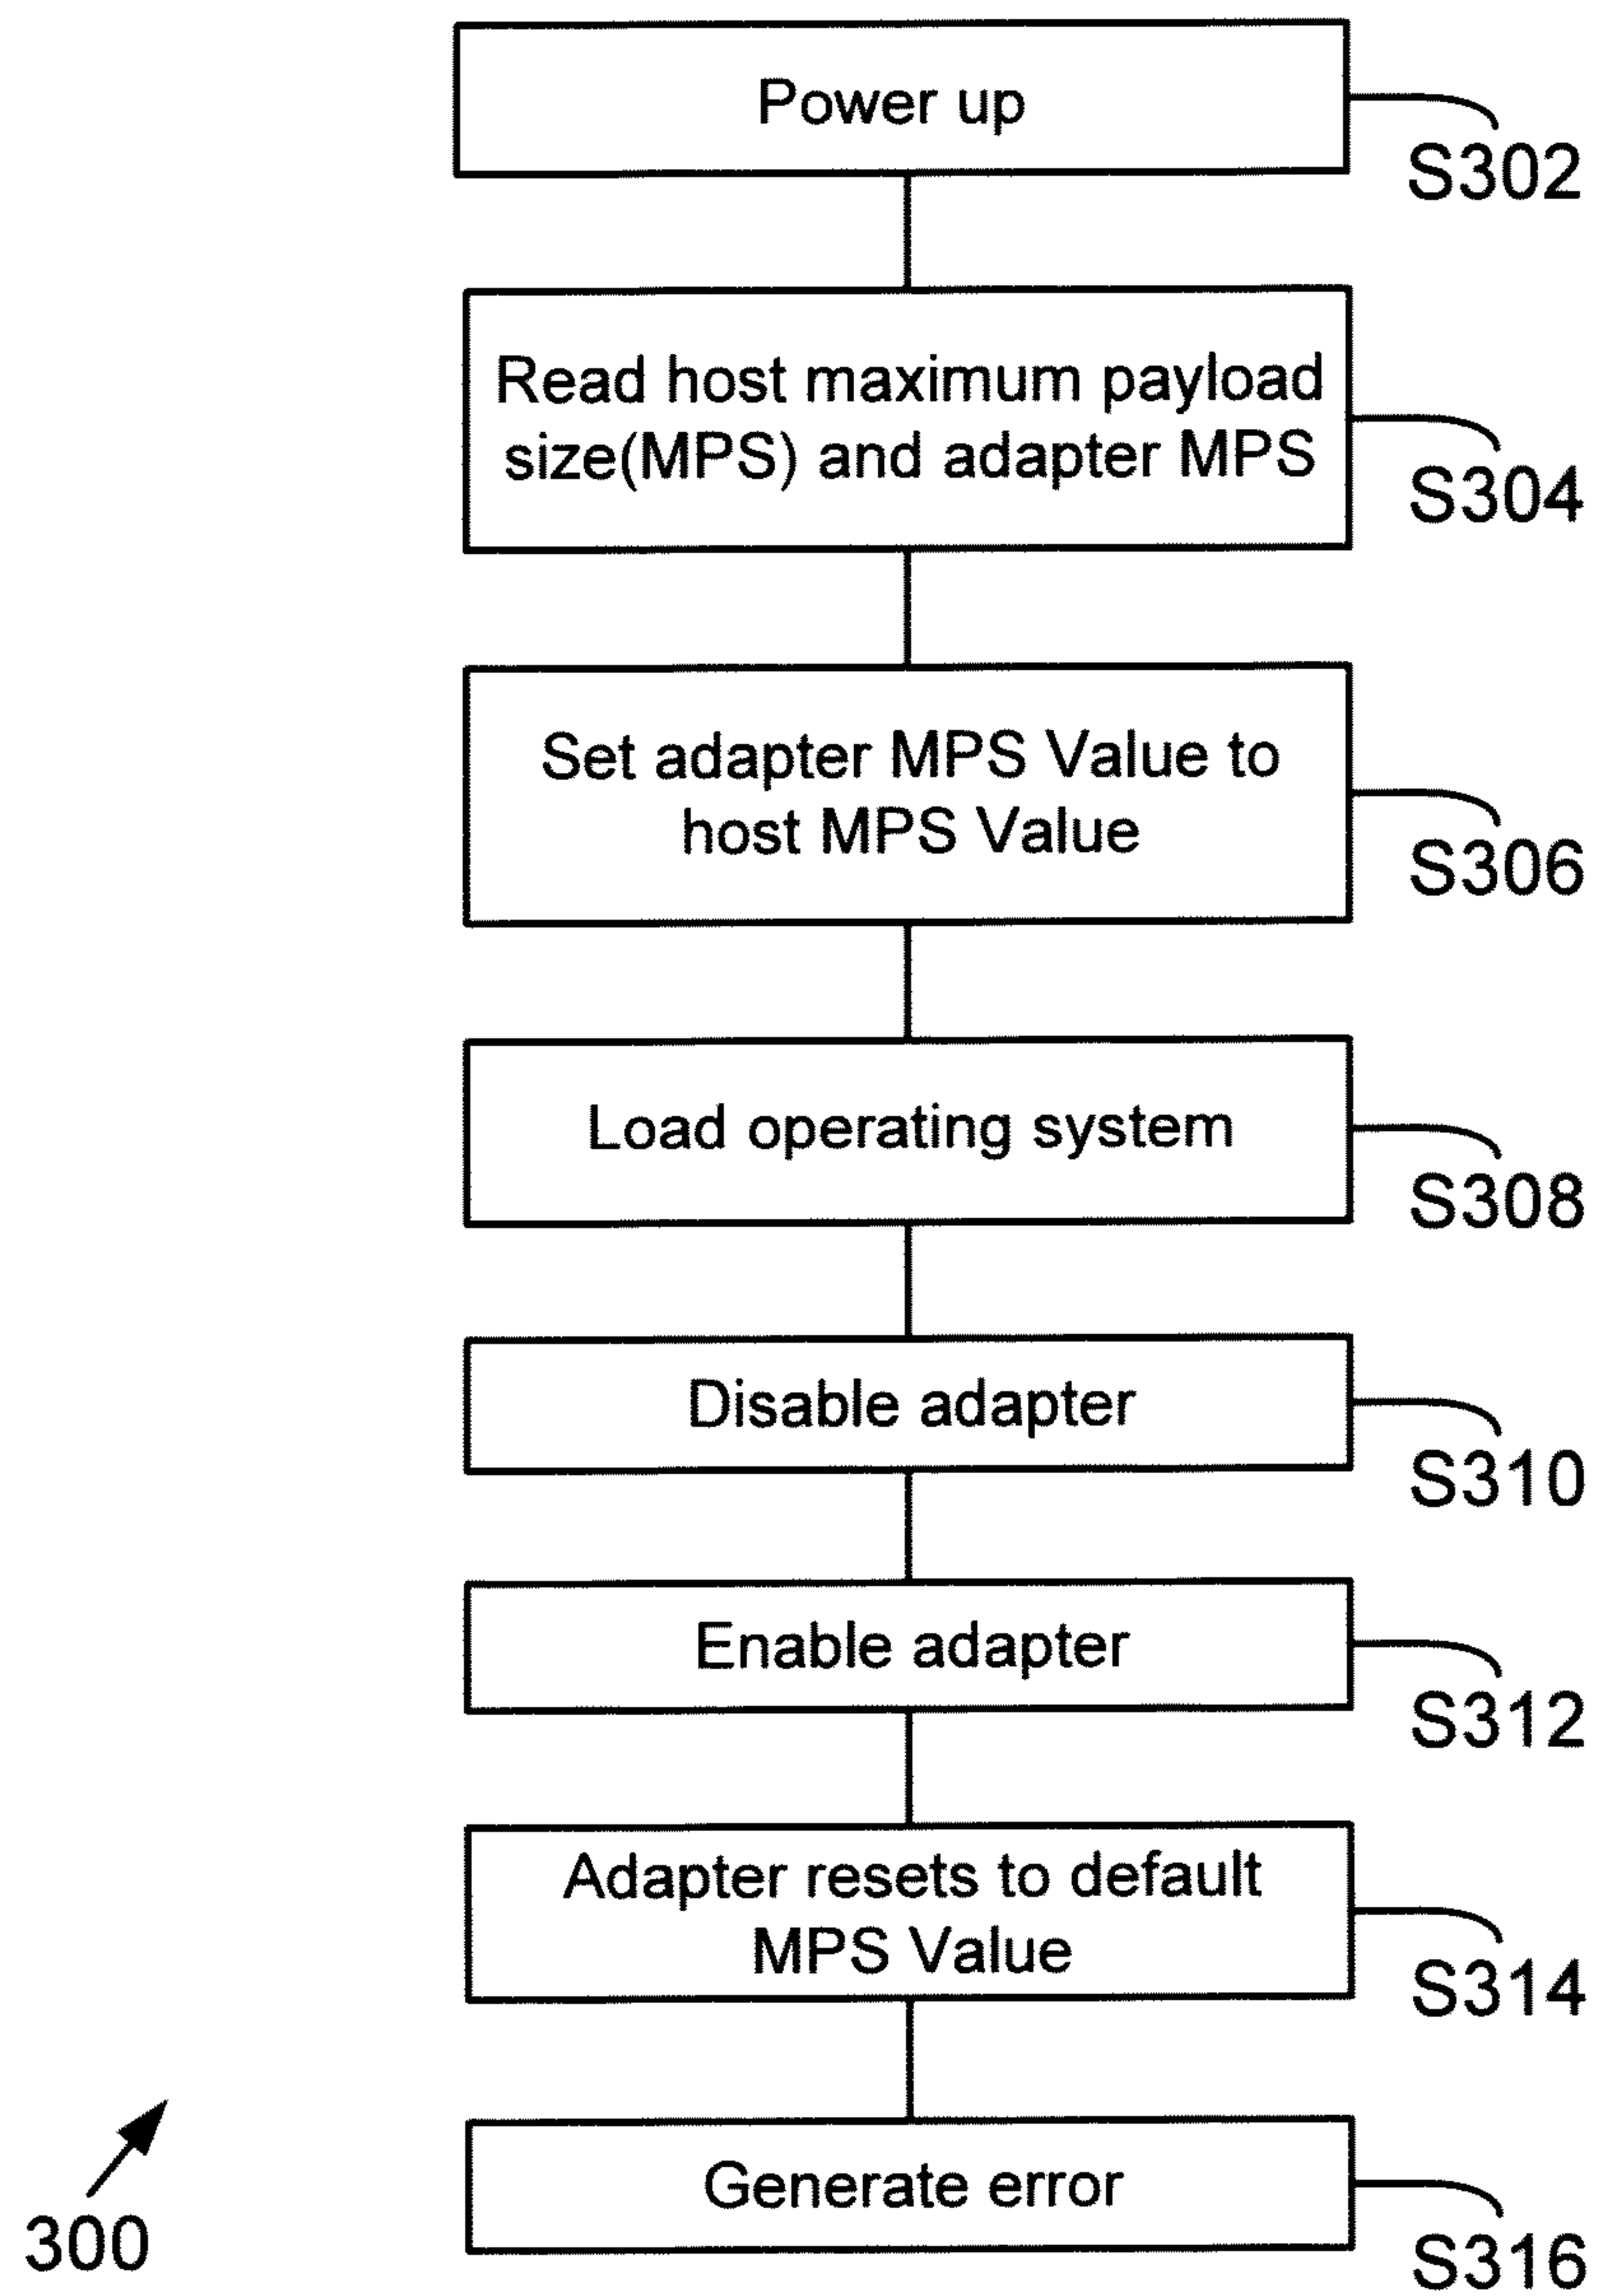 Power up
S302
Read host maximum payload
size(MPS) and adapter MPS
S304
Set adapter MPS Value to
host MPS Value
S306
Load operating system
S308
Disable adapter
S310
Enable adapter
S312
Adapter resets to default
MPS Value
S314
Generate error
S316
300